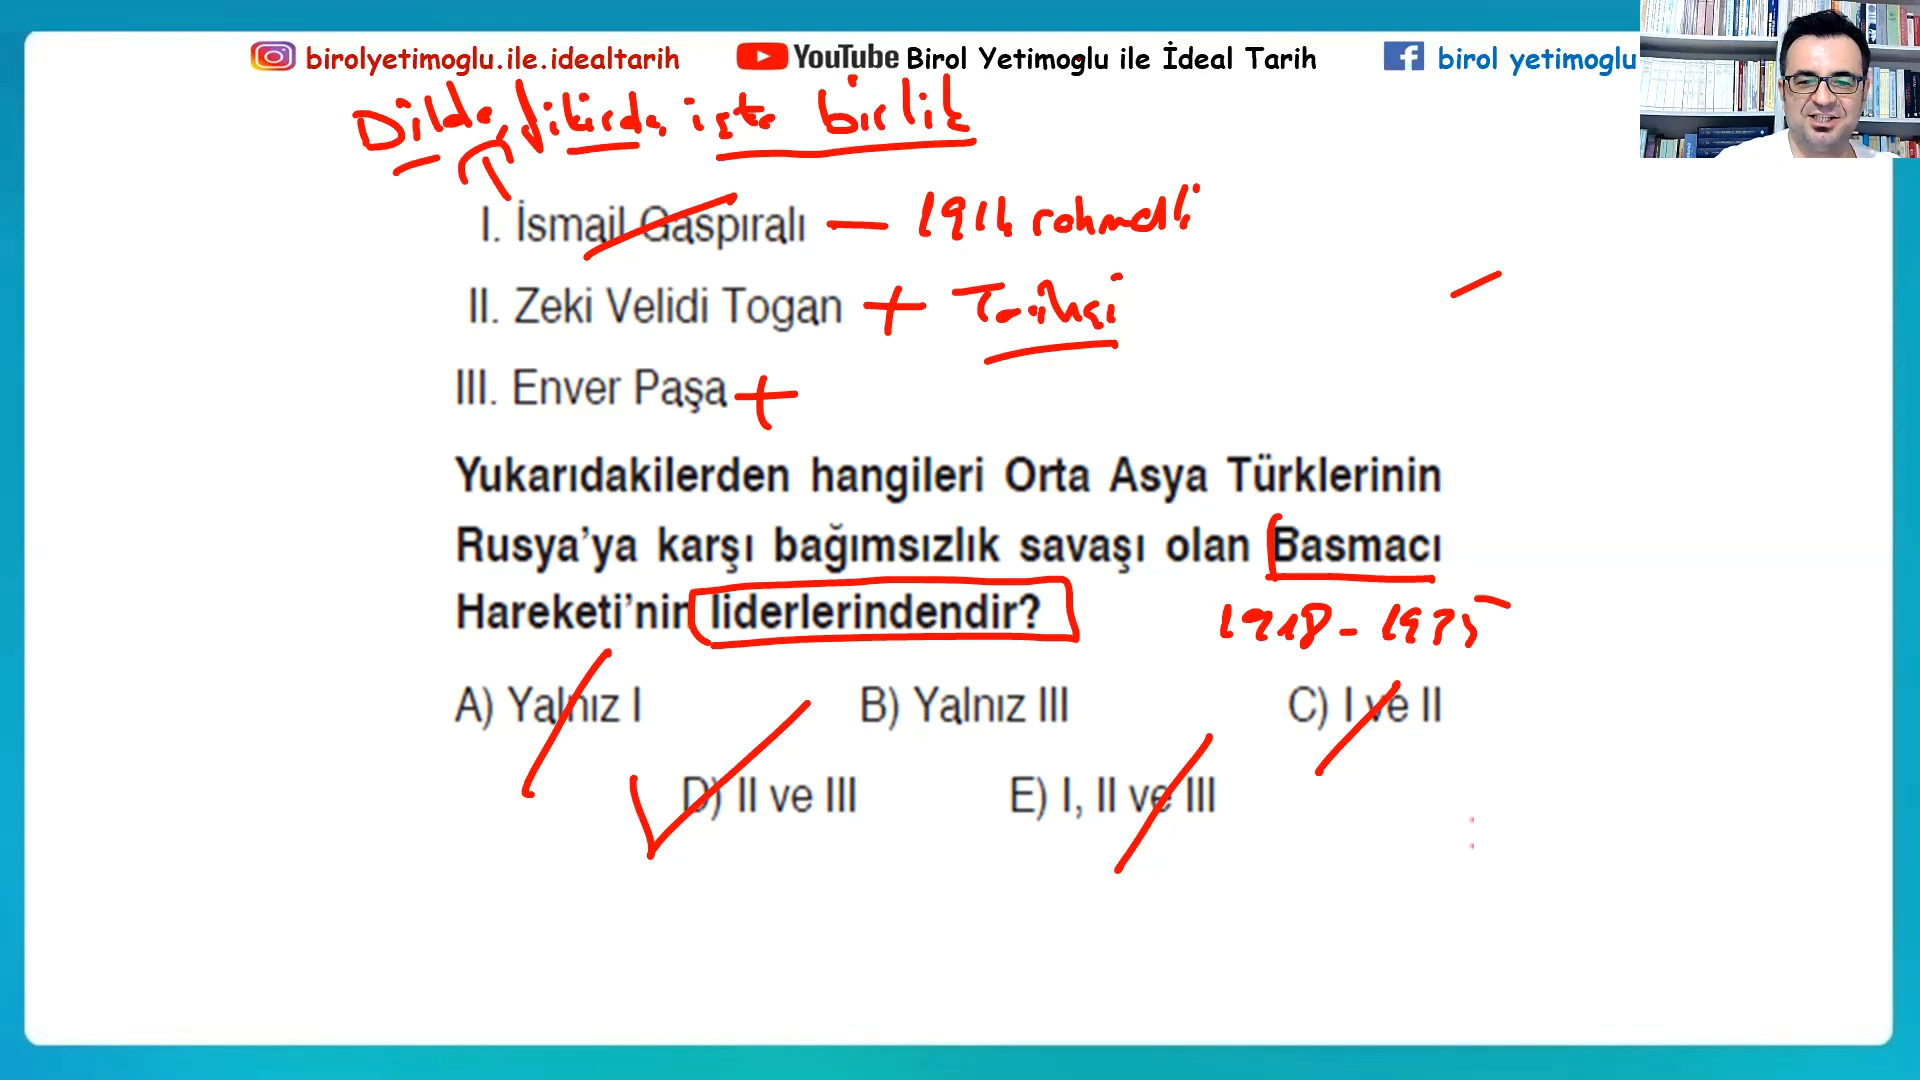 birolyetimoglu.ile.idealtarih YouTube Birol Yetimoglu ile İdeal Tarih birol yetimoglu
Dilde, fikirde, işte birlik
I. İsmail Gaspıralı — 1914 rahmetli
II. Zeki Velidi Togan + Tarihçi
III. Enver Paşa +
Yukarıdakilerden hangileri Orta Asya Türklerinin
Rusya’ya karşı bağımsızlık savaşı olan Basmacı
Hareketi’nin liderlerindendir?
1918 - 1935
A) Yalnız I B) Yalnız III C) I ve II
D) II ve III E) I, II ve III